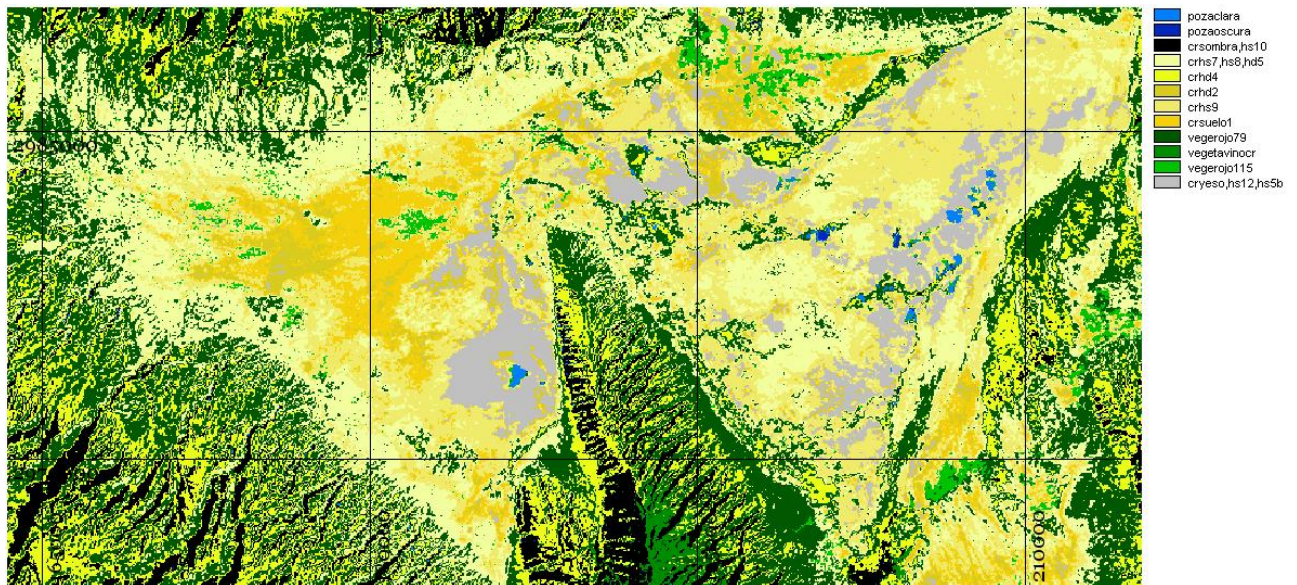 pozaclara
pozaoscura
crsombra,hs10
crhs7,hs8,hd5
crhd4
crhd2
crhs9
crsuelo1
vegerojo79
vegetavinocr
vegerojo115
cryeso,hs12,hs5b
210000